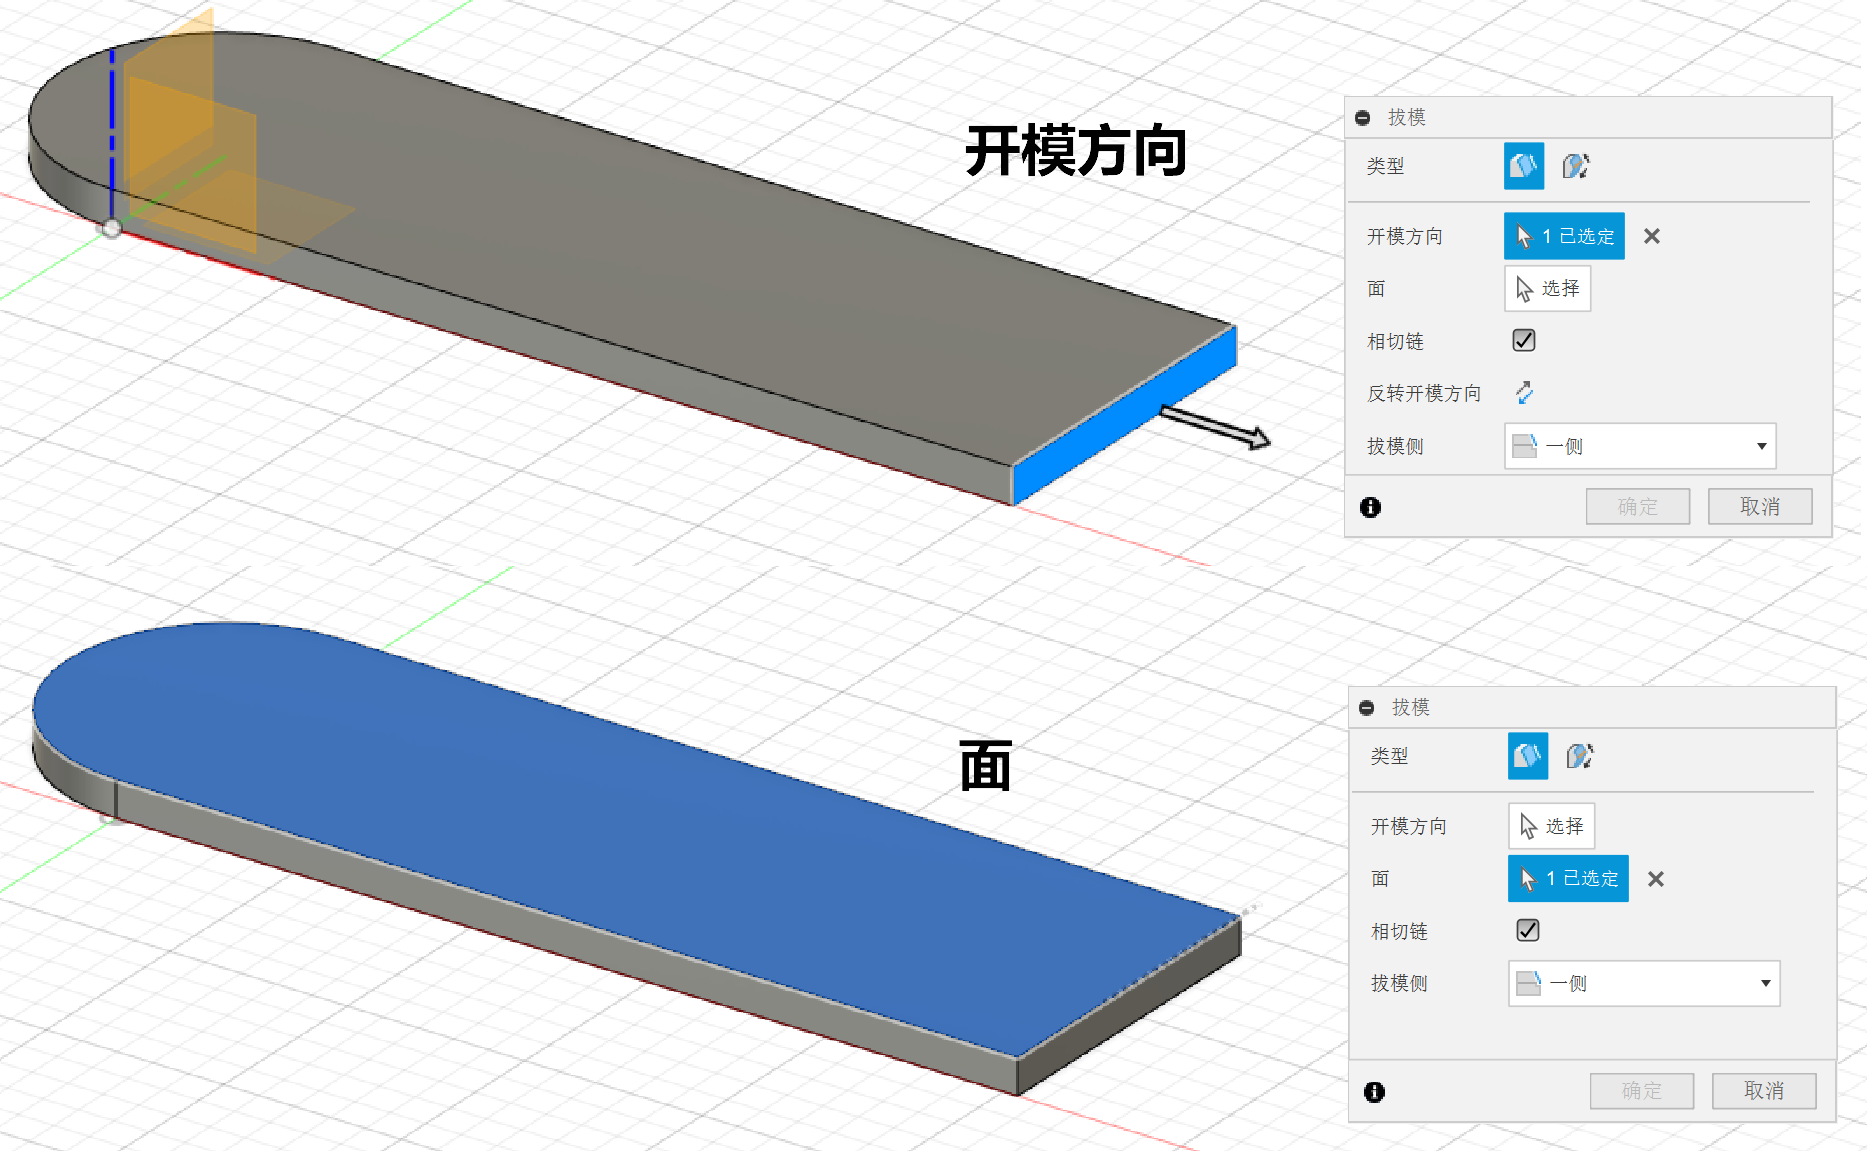 开模方向
拔模
类型
开模方向 1 已选定
面 选择
相切链
反转开模方向
拔模侧 一侧
确定 取消
面
拔模
类型
开模方向 选择
面 1 已选定
相切链
拔模侧 一侧
确定 取消